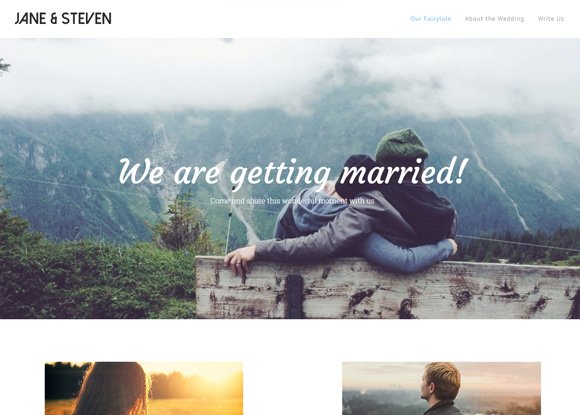 JANE & STEVEN
Our Fairytale
About the Wedding
Write Us
We are getting married!
Come and share this wonderful moment with us